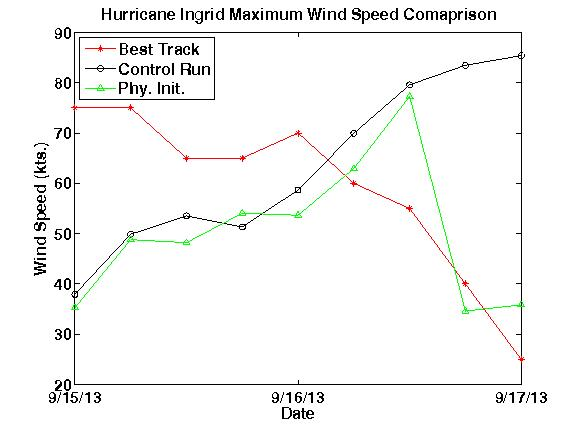 Hurricane Ingrid Maximum Wind Speed Comaprison
90
Best Track
Control Run
Phy. Init.
80
70
60
50
40
30
20
Wind Speed (kts.)
9/15/13
9/16/13
9/17/13
Date